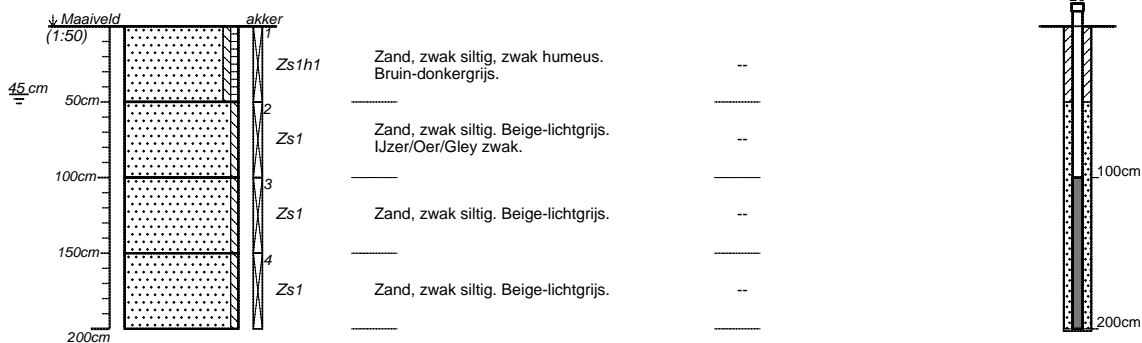 Maaiveld
akker
(1:50)
1
Zs1h1
Zand, zwak siltig, zwak humeus.
Bruin-donkergrijs.
--
45 cm
50cm
2
Zs1
Zand, zwak siltig. Beige-lichtgrijs.
IJzer/Oer/Gley zwak.
--
100cm
3
100cm
Zs1
Zand, zwak siltig. Beige-lichtgrijs.
--
150cm
4
Zs1
Zand, zwak siltig. Beige-lichtgrijs.
--
200cm
200cm